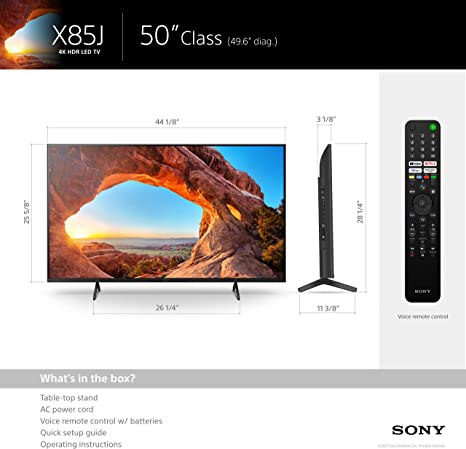 X85J
4K HDR LED TV
50" Class (49.6" diag.)
44 1/8"
3 1/8"
25 5/8"
28 1/4"
26 1/4"
11 3/8"
SONY
Voice remote control
What's in the box?
Table-top stand
AC power cord
Voice remote control w/ batteries
Quick setup guide
Operating instructions
SONY